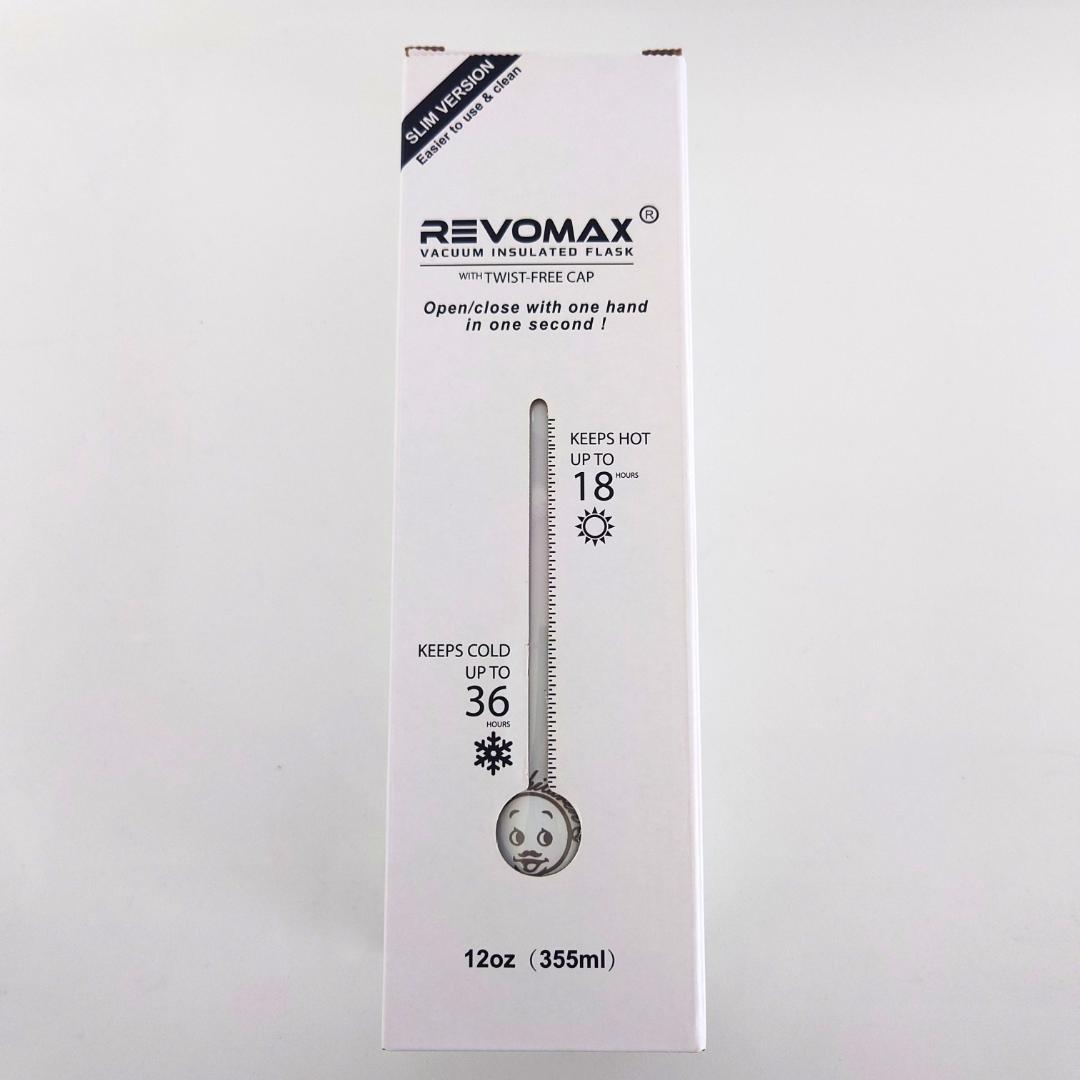 SLIM VERSION
Easier to use & clean
REVOMAX®
VACUUM INSULATED FLASK
WITH TWIST-FREE CAP
Open/close with one hand
in one second !
KEEPS HOT
UP TO
18 HOURS
KEEPS COLD
UP TO
36
HOURS
12oz（355ml）